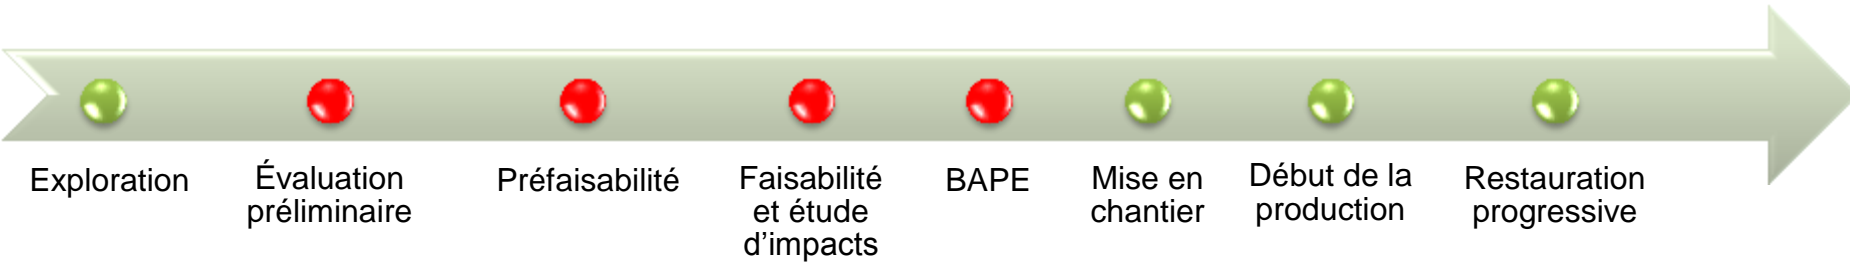 Exploration
Évaluation
préliminaire
Préfaisabilité
Faisabilité
et étude
d’impacts
BAPE
Mise en
chantier
Début de la
production
Restauration
progressive